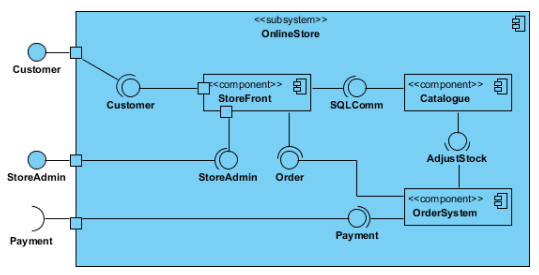 <<subsystem>>
OnlineStore
Customer
Customer
<<component>>
StoreFront
SQLComm
<<component>>
Catalogue
StoreAdmin
StoreAdmin
Order
AdjustStock
<<component>>
OrderSystem
Payment
Payment